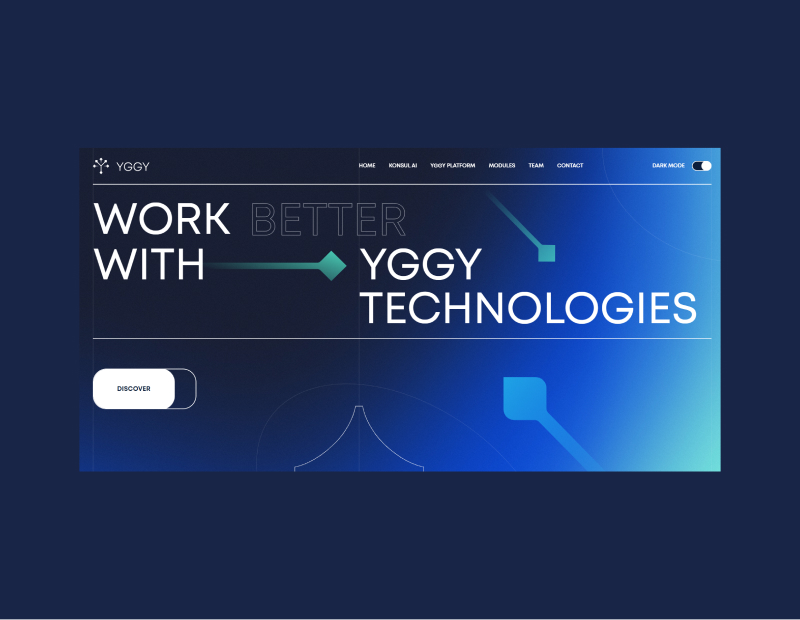 YGGY
HOME KONSUL AI YGGY PLATFORM MODULES TEAM CONTACT
DARK MODE
WORK BETTER
WITH YGGY
TECHNOLOGIES
DISCOVER